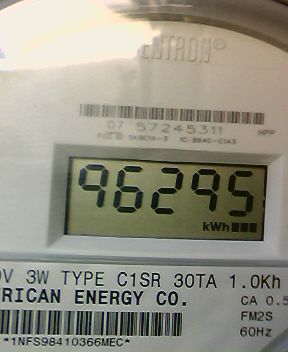 CENTRON®
07 57245311
96295
kWh
V 3W TYPE C1SR 30TA 1.0Kh
RICAN ENERGY CO.
CA 0.5
FM2S
60Hz
*1NFS98410366MEC*